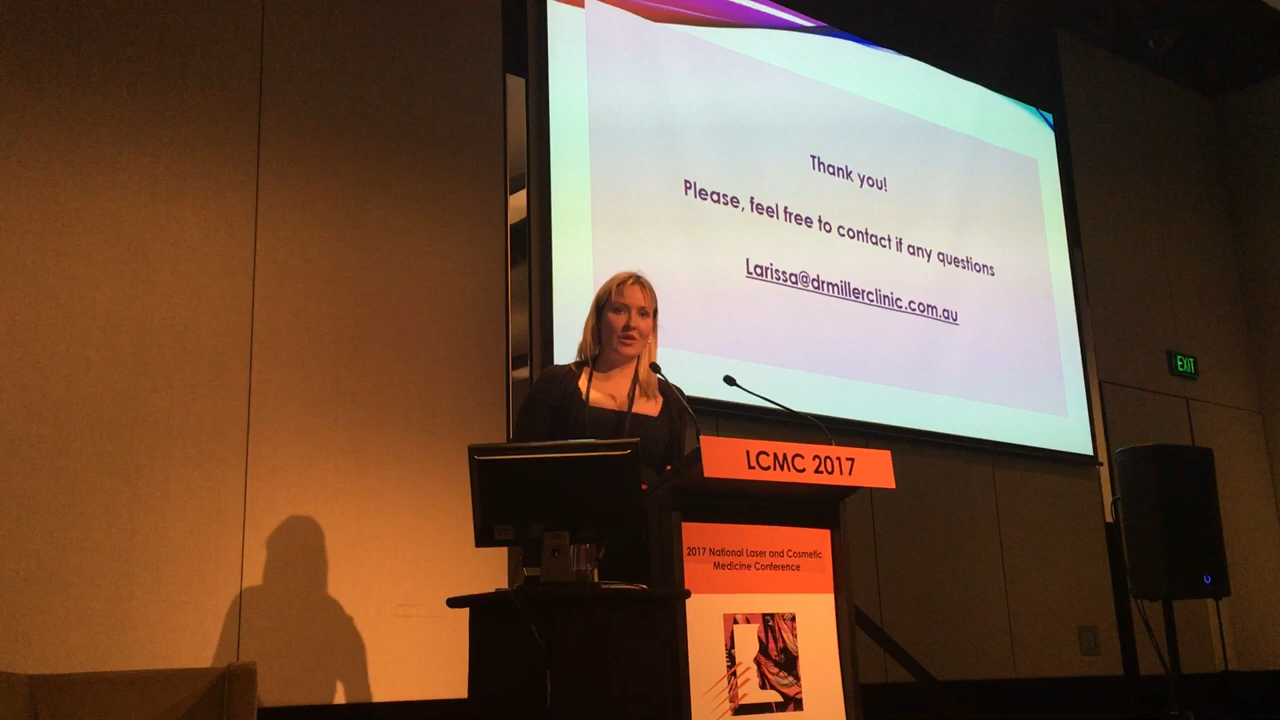 Thank you!
Please, feel free to contact if any questions
Larissa@drmillerclinic.com.au
EXIT
LCMC 2017
2017 National Laser and Cosmetic
Medicine Conference
L